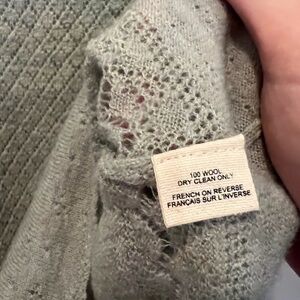 100 WOOL
DRY CLEAN ONLY
FRENCH ON REVERSE
FRANÇAIS SUR L'INVERSE